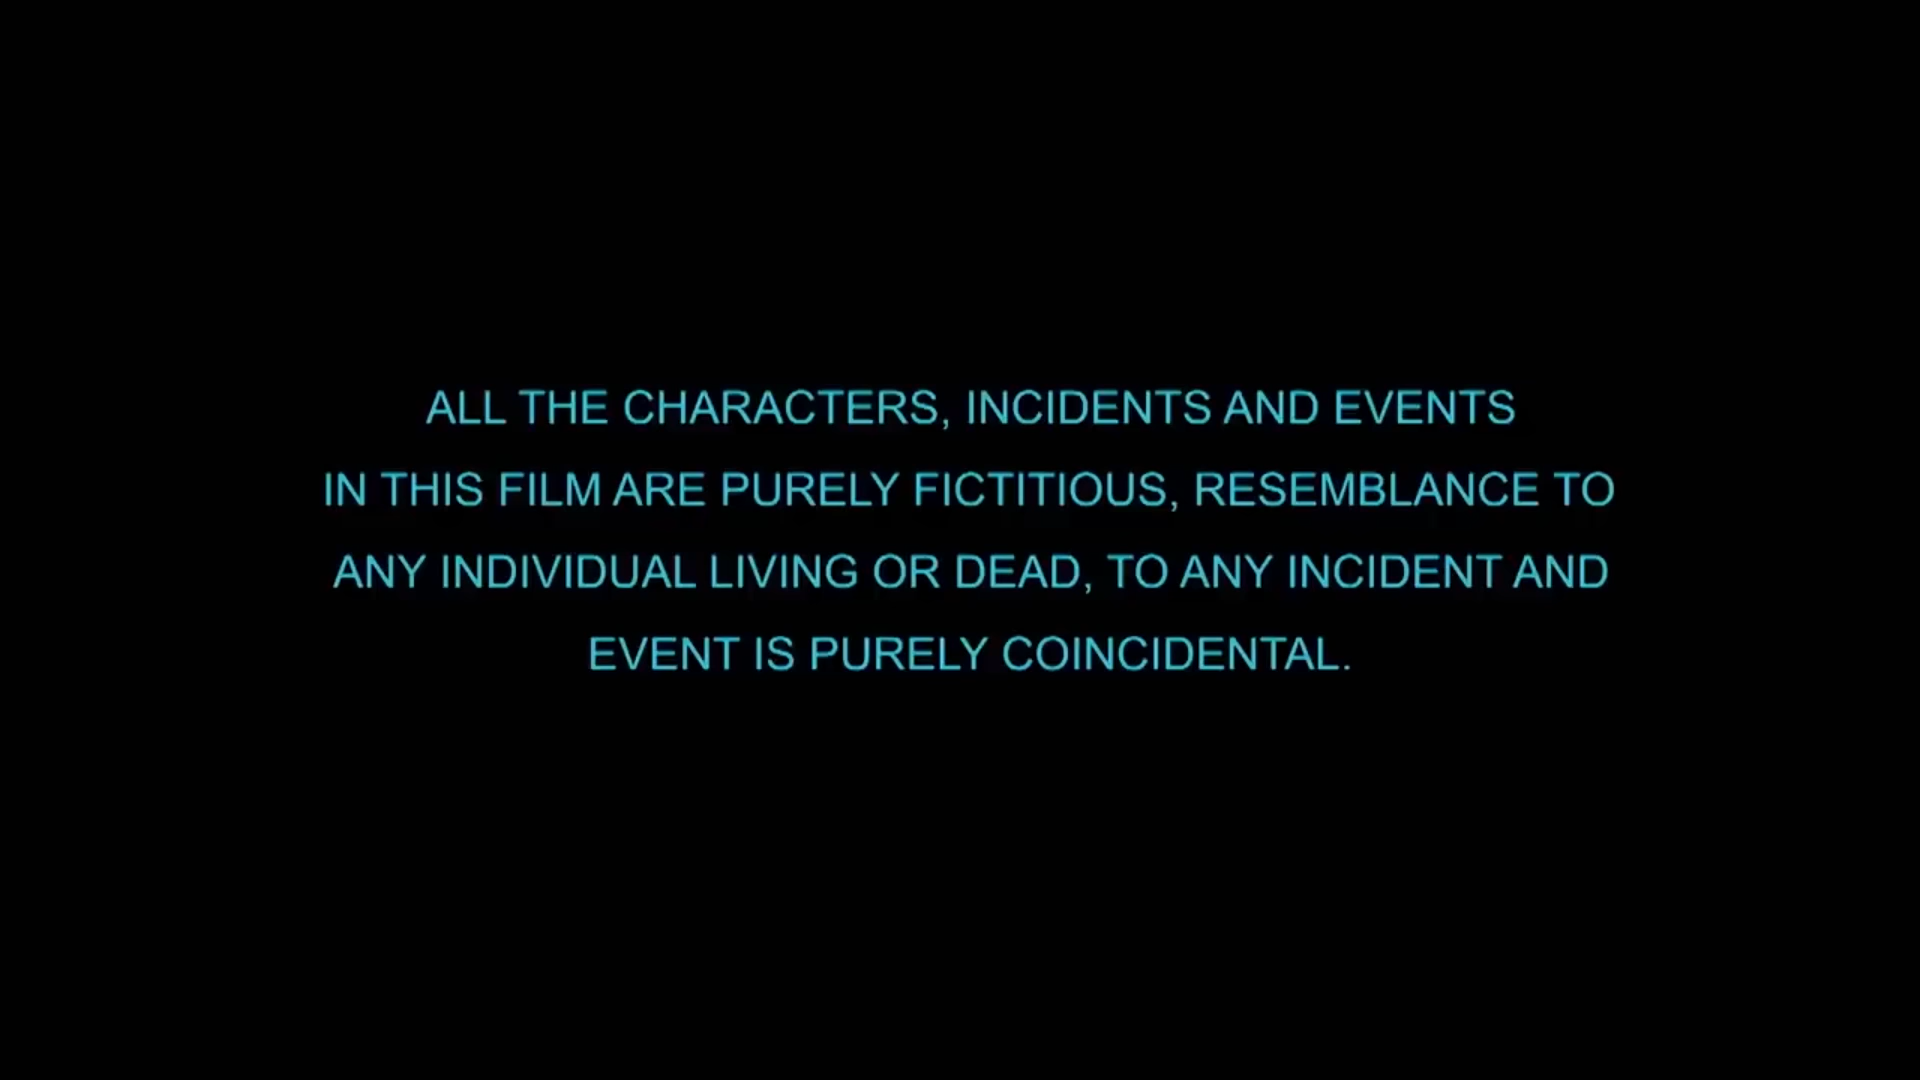 ALL THE CHARACTERS, INCIDENTS AND EVENTS
IN THIS FILM ARE PURELY FICTITIOUS, RESEMBLANCE TO
ANY INDIVIDUAL LIVING OR DEAD, TO ANY INCIDENT AND
EVENT IS PURELY COINCIDENTAL.